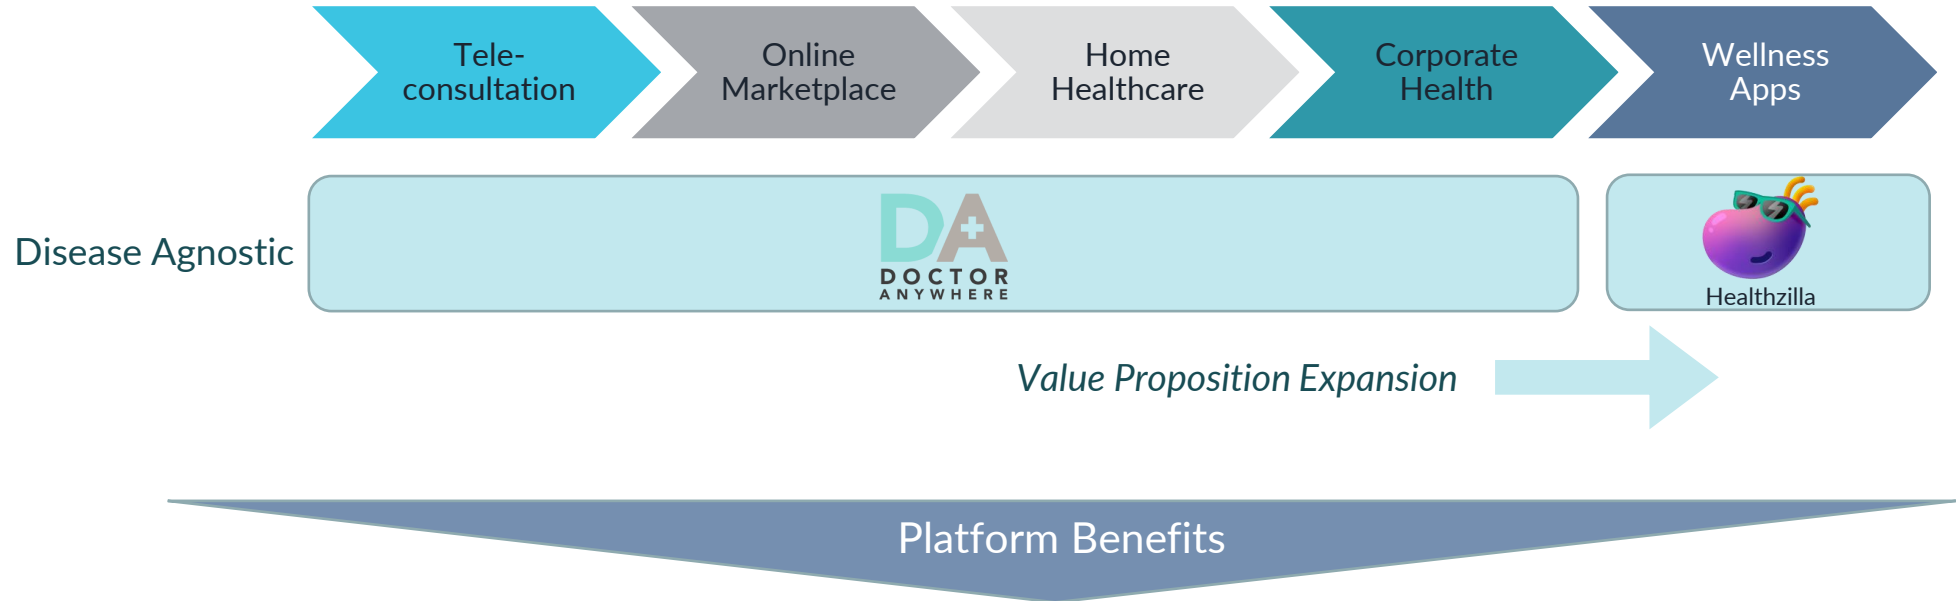 Tele-
consultation
Online
Marketplace
Home
Healthcare
Corporate
Health
Wellness
Apps
Disease Agnostic
DA
DOCTOR
ANYWHERE
Healthzilla
Value Proposition Expansion
Platform Benefits